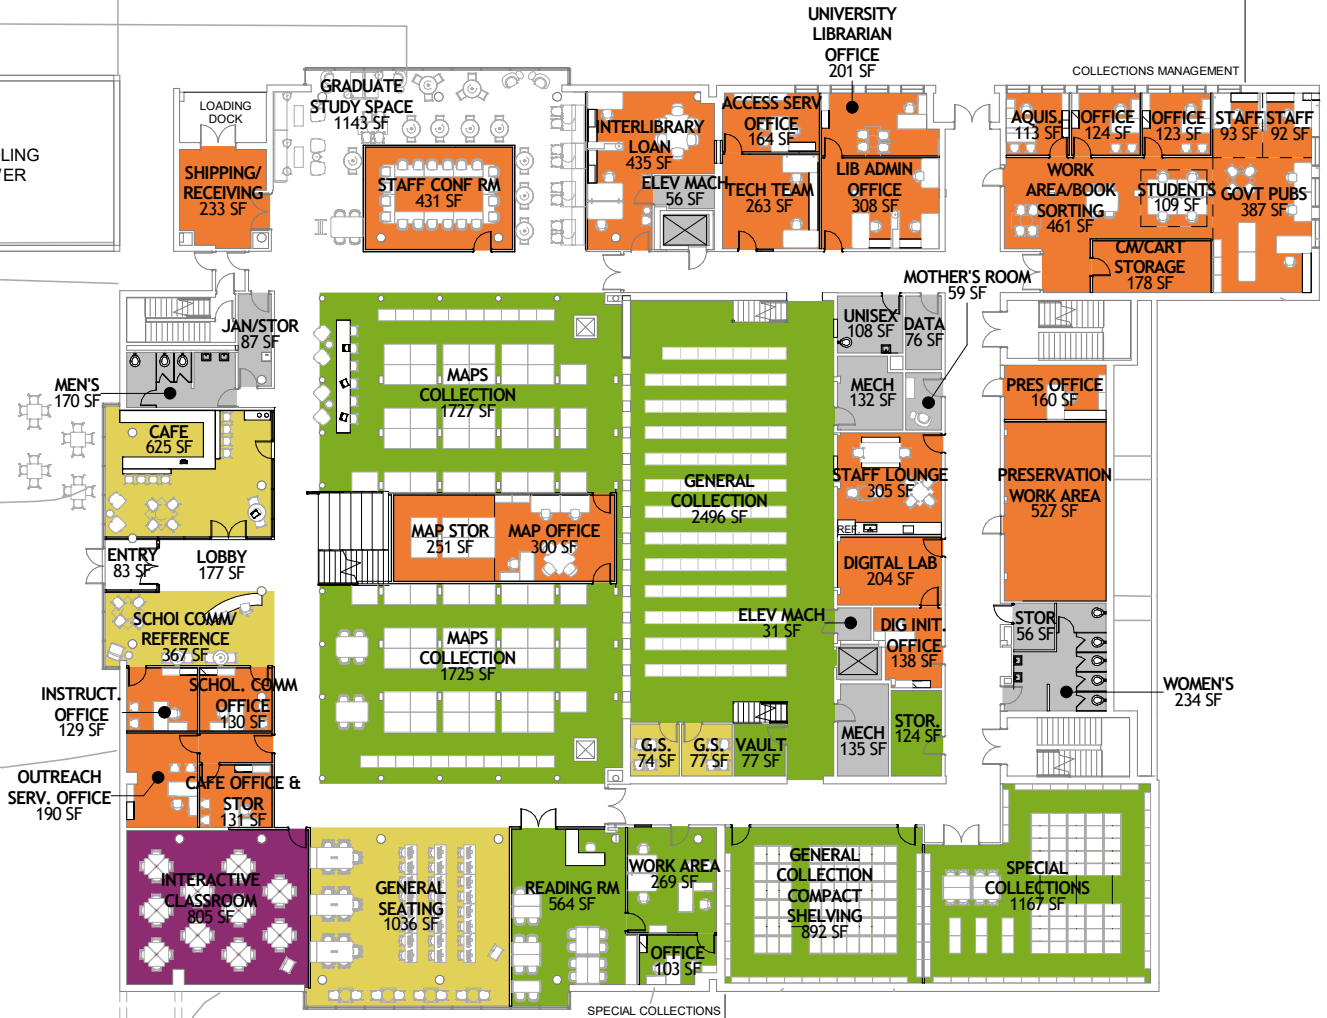 UNIVERSITY
LIBRARIAN
OFFICE
201 SF
COLLECTIONS MANAGEMENT
LOADING
DOCK
GRADUATE
STUDY SPACE
1143 SF
INTERLIBRARY
LOAN
435 SF
ACCESS SERV
OFFICE
164 SF
AQUIS.
113 SF
OFFICE
124 SF
OFFICE
123 SF
STAFF
93 SF
STAFF
92 SF
LING
ER
SHIPPING/
RECEIVING
233 SF
STAFF CONF RM
431 SF
ELEV MACH
56 SF
TECH TEAM
263 SF
LIB ADMIN
OFFICE
308 SF
WORK
AREA/BOOK
SORTING
461 SF
STUDENTS
109 SF
GOVT PUBS
387 SF
CM/CART
STORAGE
178 SF
MOTHER'S ROOM
59 SF
JAN/STOR
87 SF
UNISEX
108 SF
DATA
76 SF
MEN'S
170 SF
MAPS
COLLECTION
1727 SF
MECH
132 SF
PRES OFFICE
160 SF
CAFE
625 SF
GENERAL
COLLECTION
2496 SF
STAFF LOUNGE
305 SF
REF.
PRESERVATION
WORK AREA
527 SF
MAP STOR
251 SF
MAP OFFICE
300 SF
ENTRY
83 SF
LOBBY
177 SF
DIGITAL LAB
204 SF
SCHOI COMM/
REFERENCE
367 SF
ELEV MACH
31 SF
DIG INIT.
OFFICE
138 SF
STOR
56 SF
MAPS
COLLECTION
1725 SF
INSTRUCT.
OFFICE
129 SF
SCHOL. COMM
OFFICE
130 SF
WOMEN'S
234 SF
G.S.
74 SF
G.S.
77 SF
VAULT
77 SF
MECH
135 SF
STOR.
124 SF
OUTREACH
SERV. OFFICE
190 SF
CAFE OFFICE &
STOR
131 SF
INTERACTIVE
CLASSROOM
805 SF
GENERAL
SEATING
1036 SF
READING RM
564 SF
WORK AREA
269 SF
GENERAL
COLLECTION
COMPACT
SHELVING
892 SF
SPECIAL
COLLECTIONS
1167 SF
OFFICE
103 SF
SPECIAL COLLECTIONS